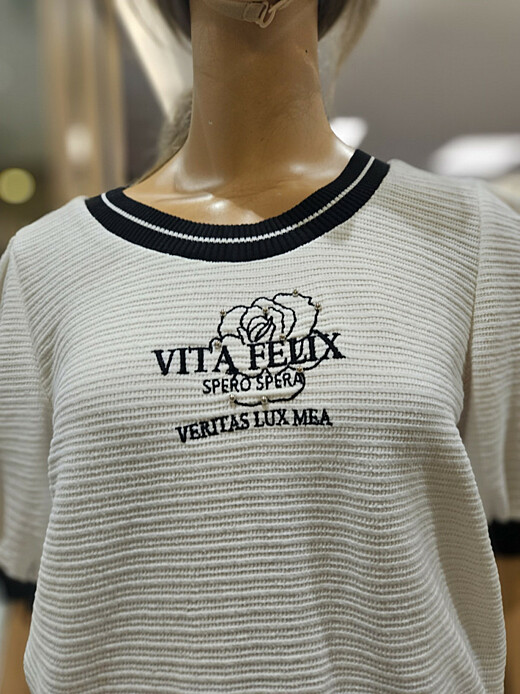 VITA FELIX
SPERO SPERA
VERITAS LUX MEA